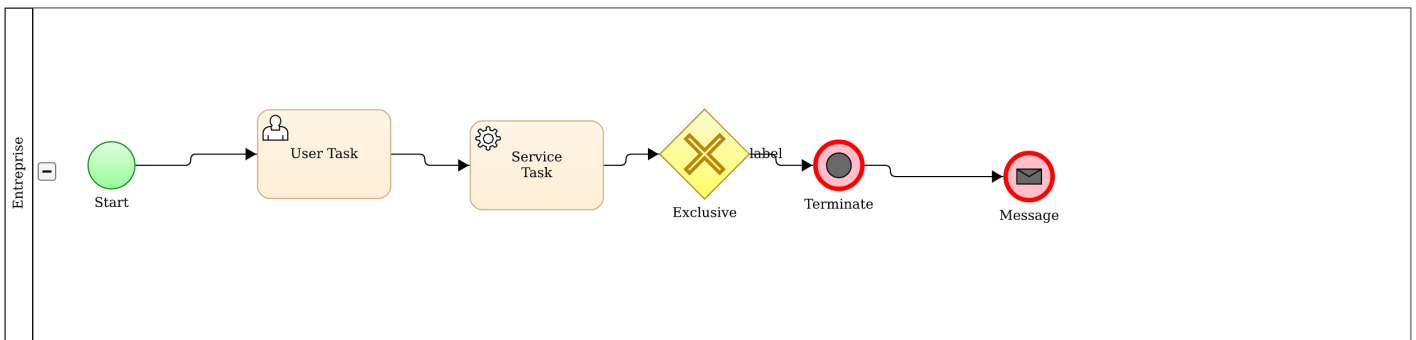 Entreprise
Start
User Task
Service
Task
Exclusive
label
Terminate
Message